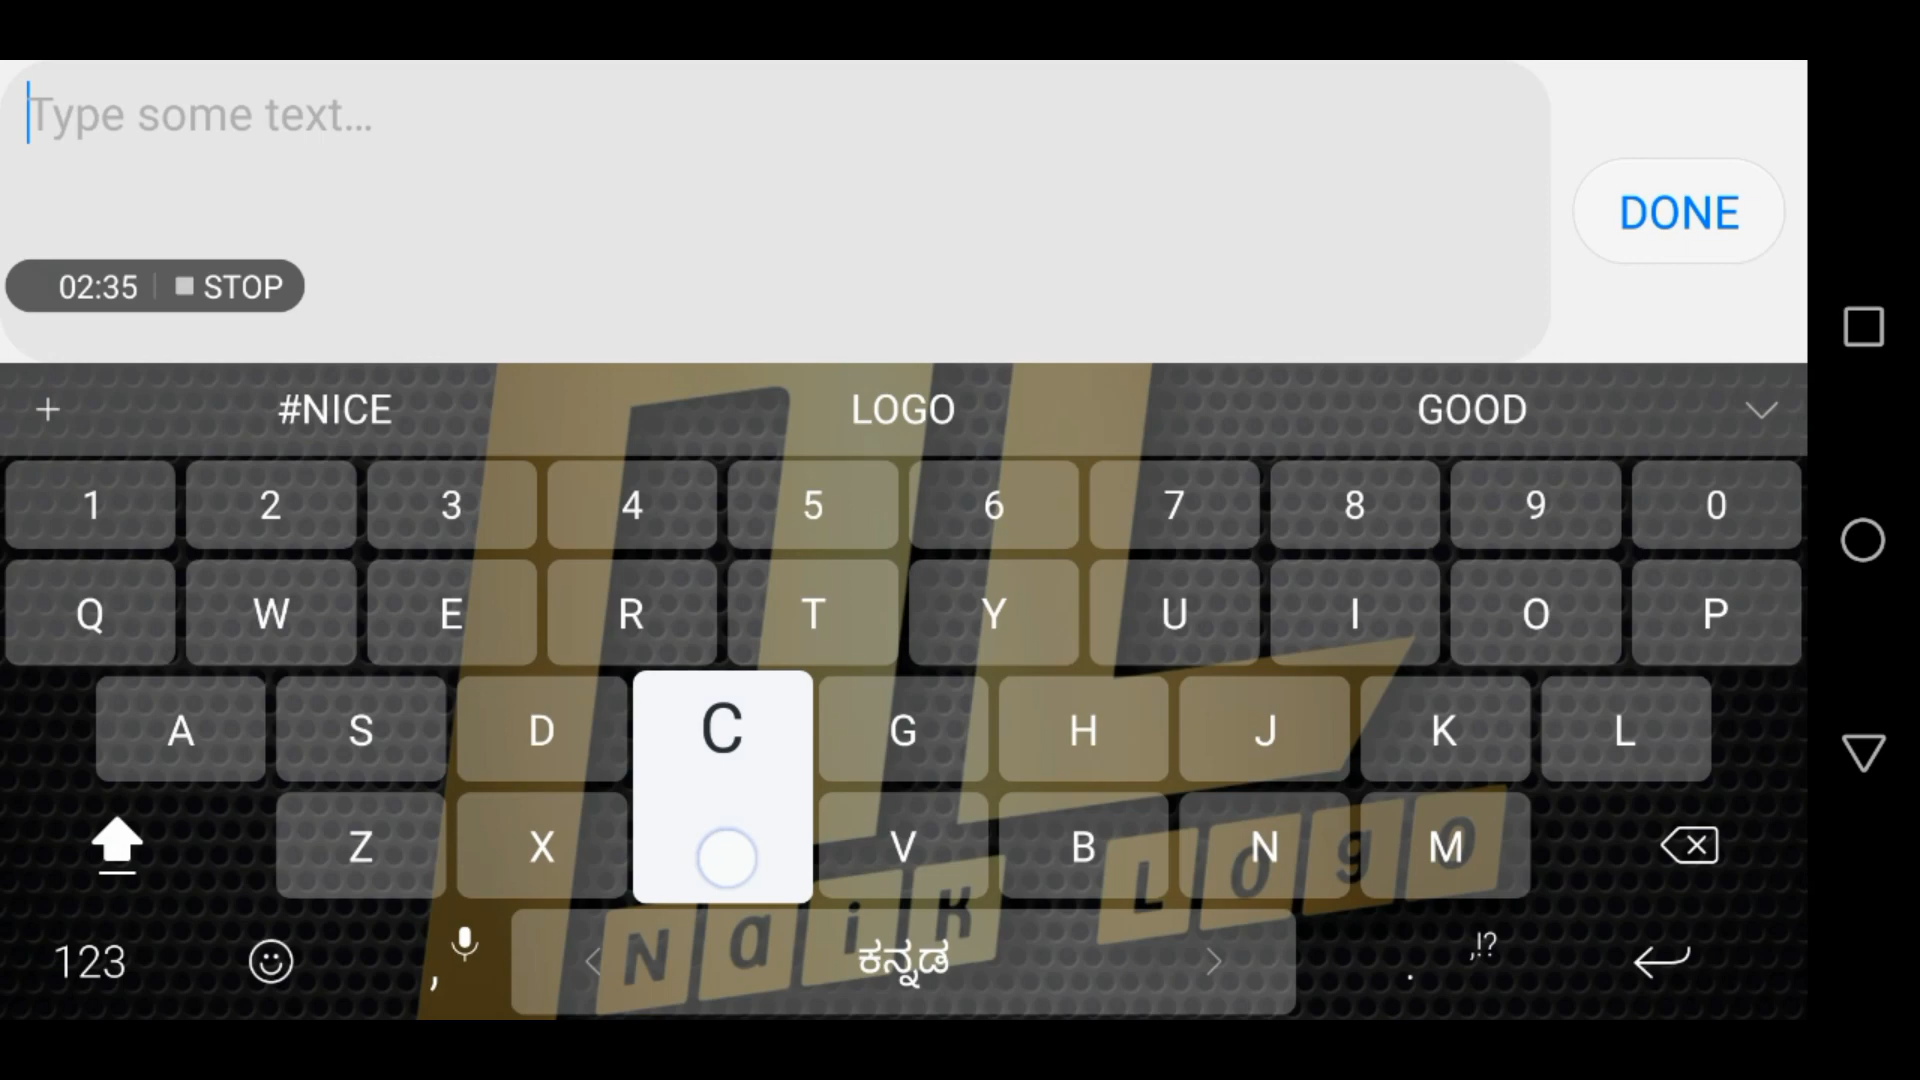 Type some text...
DONE
02:35 STOP
#NICE LOGO GOOD
1 2 3 4 5 6 7 8 9 0
Q W E R T Y U I O P
A S D C G H J K L
Z X V B N M
Naik Logo
123 , ಕನ್ನಡ . ,!?